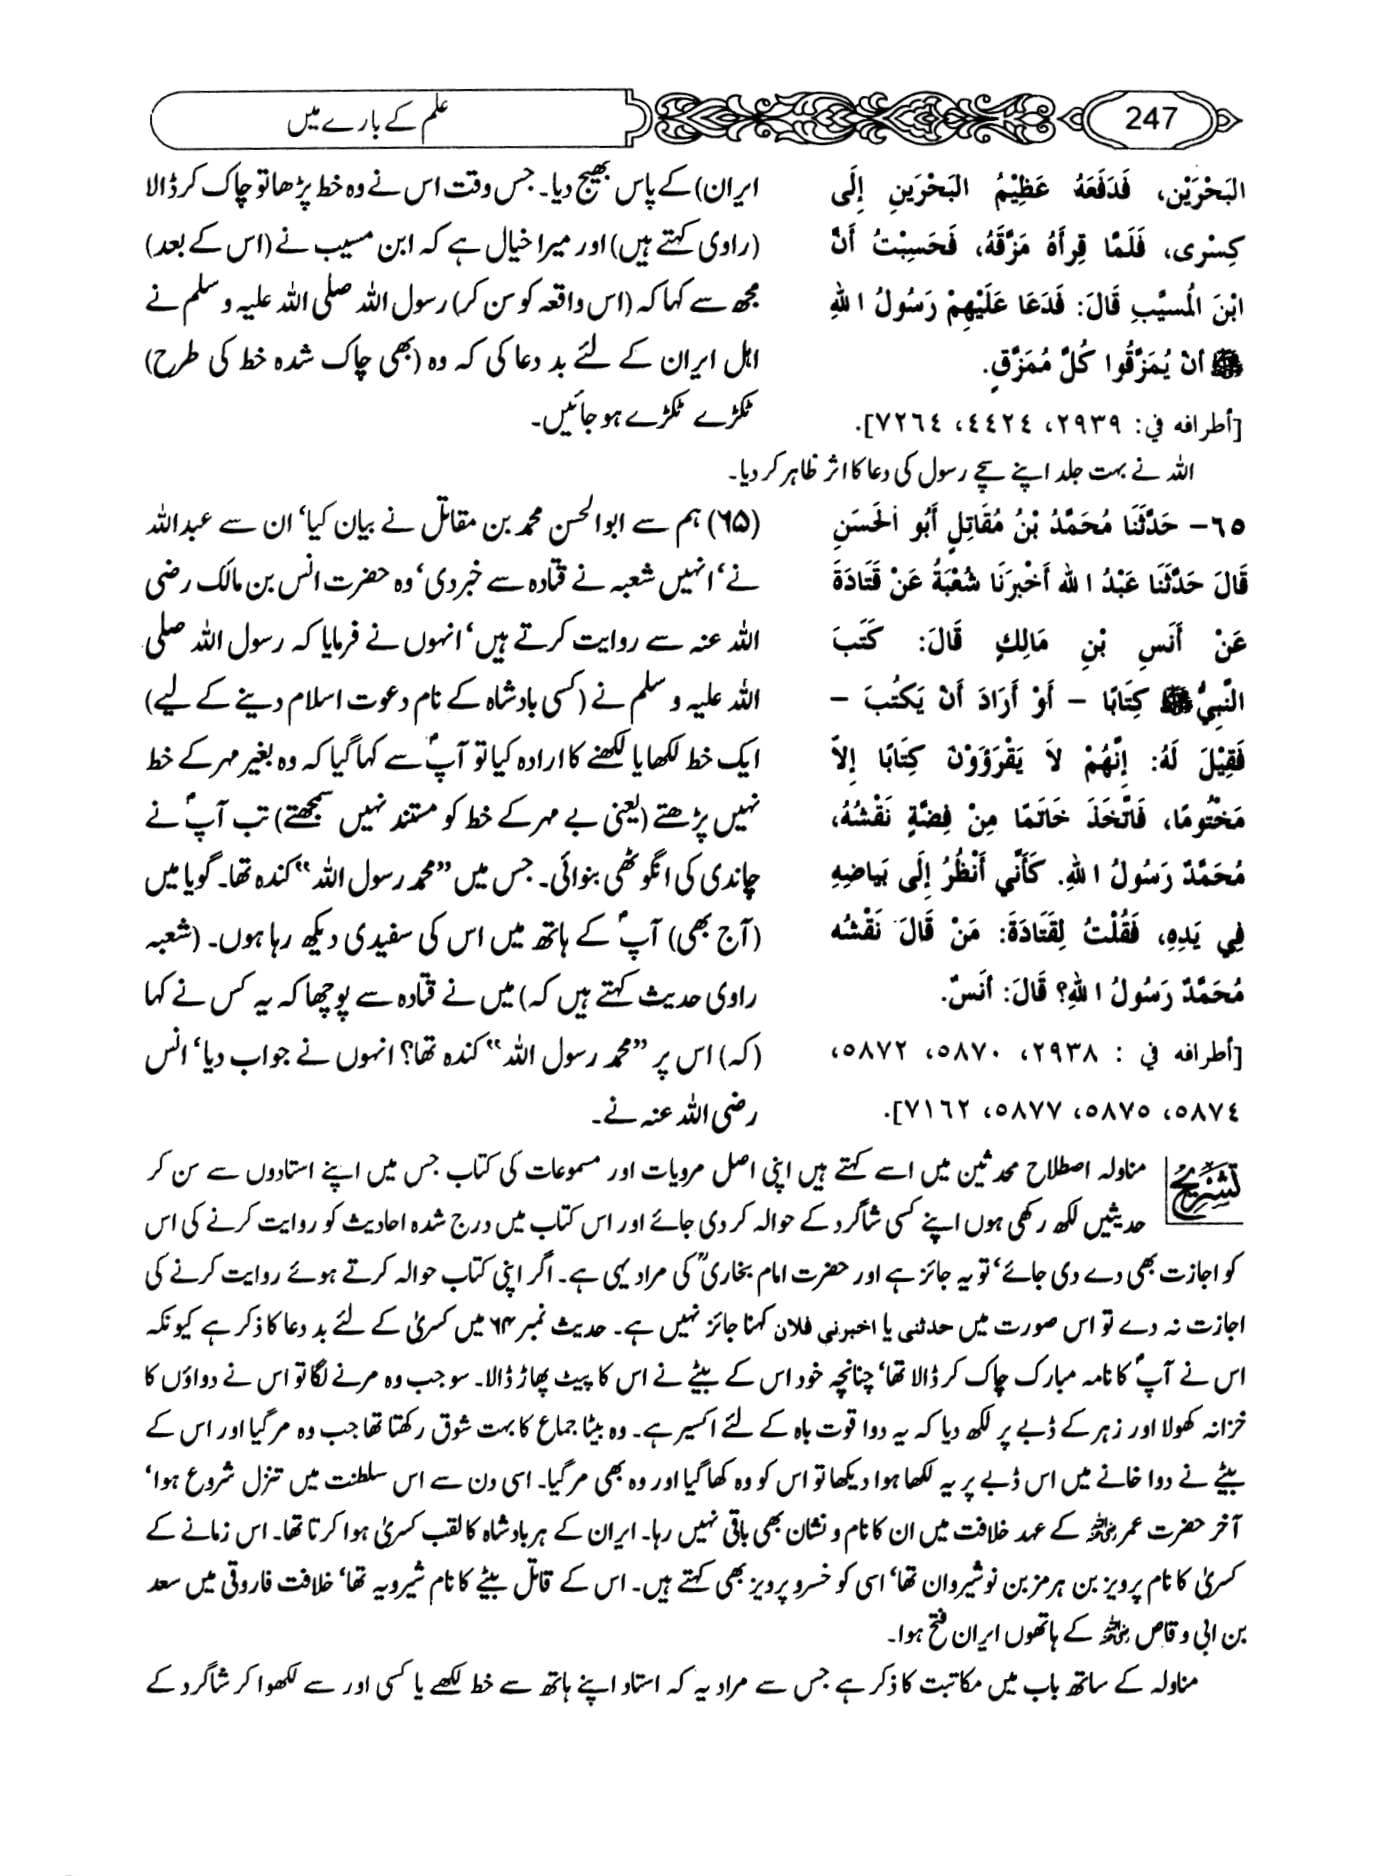 247
علم کے بارے میں
البَحْرَيْنِ، فَدَفَعَهُ عَظِيْمُ البَحْرَينِ إِلَى
كِسْرى، فَلَمَّا قَرأَهُ مَزَّقَهُ، فَحَسِبْتُ أَنَّ
ابْنَ الْمُسيَّبِ قَالَ: فَدَعَا عَلَيْهِمْ رَسُولُ اللهِ
ﷺ أَنْ يُمَزَّقُوا كُلَّ مُمَزَّقٍ.
[أطرافه في: ٢٩٣٩، ٤٤٢٤، ٧٢٦٤].
ایران) کے پاس بھیج دیا۔ جس وقت اس نے وہ خط پڑھا تو چاک کر ڈالا
(راوی کہتے ہیں) اور میرا خیال ہے کہ ابن مسیب نے (اس کے بعد)
مجھ سے کہا کہ (اس واقعہ کو سن کر) رسول اللہ صلی اللہ علیہ و سلم نے
اہل ایران کے لئے بد دعا کی کہ وہ (بھی چاک شدہ خط کی طرح)
ٹکڑے ٹکڑے ہو جائیں۔
اللہ نے بہت جلد اپنے سچے رسول کی دعا کا اثر ظاہر کر دیا۔
٦٥- حَدَّثَنَا مُحَمَّدُ بْنُ مُقَاتِلٍ أَبُو الْحَسَنِ
قَالَ حَدَّثَنَا عَبْدُ اللهِ أَخْبَرَنَا شُعْبَةُ عَنْ قَتَادَةَ
عَنْ أَنَسِ بْنِ مَالِكٍ قَالَ: كَتَبَ
النَّبِيُّ ﷺ كِتَابًا – أَوْ أَرَادَ أَنْ يَكْتُبَ –
فَقِيْلَ لَهُ: إِنَّهُمْ لاَ يَقْرَؤُوْنَ كِتَابًا إِلاَّ
مَخْتُومًا، فَاتَّخَذَ خَاتَمًا مِنْ فِضَّةٍ نَقْشُهُ،
مُحَمَّدٌ رَسُولُ اللهِ. كَأَنِّي أَنْظُرُ إِلَى بَيَاضِهِ
فِي يَدِهِ، فَقُلْتُ لِقَتَادَةَ: مَنْ قَالَ نَقْشُه
مُحَمَّدٌ رَسُولُ اللهِ؟ قَالَ: أَنَسٌ.
[أطرافه في : ٢٩٣٨، ٥٨٧٠، ٥٨٧٢،
٥٨٧٤، ٥٨٧٥، ٥٨٧٧، ٧١٦٢].
(۶۵) ہم سے ابوالحسن محمد بن مقاتل نے بیان کیا‘ ان سے عبداللہ
نے‘ انہیں شعبہ نے قتادہ سے خبر دی‘ وہ حضرت انس بن مالک رضی
اللہ عنہ سے روایت کرتے ہیں‘ انہوں نے فرمایا کہ رسول اللہ صلی
اللہ علیہ و سلم نے (کسی بادشاہ کے نام دعوت اسلام دینے کے لیے)
ایک خط لکھا یا لکھنے کا ارادہ کیا تو آپؐ سے کہا گیا کہ وہ بغیر مہر کے خط
نہیں پڑھتے (یعنی بے مہر کے خط کو مستند نہیں سمجھتے) تب آپؐ نے
چاندی کی انگوٹھی بنوائی۔ جس میں ”محمد رسول اللہ“ کندہ تھا۔ گویا میں
(آج بھی) آپؐ کے ہاتھ میں اس کی سفیدی دیکھ رہا ہوں۔ (شعبہ
راوی حدیث کہتے ہیں کہ) میں نے قتادہ سے پوچھا کہ یہ کس نے کہا
(کہ) اس پر ”محمد رسول اللہ“ کندہ تھا؟ انہوں نے جواب دیا‘ انس
رضی اللہ عنہ نے۔
تشریح
مناولہ اصطلاح محدثین میں اسے کہتے ہیں اپنی اصل مرویات اور مسموعات کی کتاب جس میں اپنے استادوں سے سن کر
حدیثیں لکھ رکھی ہوں اپنے کسی شاگرد کے حوالہ کر دی جائے اور اس کتاب میں درج شدہ احادیث کو روایت کرنے کی اس
کو اجازت بھی دے دی جائے‘ تو یہ جائز ہے اور حضرت امام بخاریؒ کی مراد یہی ہے۔ اگر اپنی کتاب حوالہ کرتے ہوئے روایت کرنے کی
اجازت نہ دے تو اس صورت میں حدثنی یا اخبرنی فلان کہنا جائز نہیں ہے۔ حدیث نمبر ۶۴ میں کسریٰ کے لئے بد دعا کا ذکر ہے کیونکہ
اس نے آپؐ کا نامہ مبارک چاک کر ڈالا تھا‘ چنانچہ خود اس کے بیٹے نے اس کا پیٹ پھاڑ ڈالا۔ سو جب وہ مرنے لگا تو اس نے دواؤں کا
خزانہ کھولا اور زہر کے ڈبے پر لکھ دیا کہ یہ دوا قوت باہ کے لئے اکسیر ہے۔ وہ بیٹا جماع کا بہت شوق رکھتا تھا جب وہ مر گیا اور اس کے
بیٹے نے دوا خانے میں اس ڈبے پر یہ لکھا ہوا دیکھا تو اس کو وہ کھا گیا اور وہ بھی مر گیا۔ اسی دن سے اس سلطنت میں تنزل شروع ہوا‘
آخر حضرت عمر رضی اللہ عنہ کے عہد خلافت میں ان کا نام و نشان بھی باقی نہیں رہا۔ ایران کے ہر بادشاہ کا لقب کسریٰ ہوا کرتا تھا۔ اس زمانے کے
کسریٰ کا نام پرویز بن ہرمز بن نوشیروان تھا‘ اسی کو خسرو پرویز بھی کہتے ہیں۔ اس کے قاتل بیٹے کا نام شیرویہ تھا‘ خلافت فاروقی میں سعد
بن ابی وقاص رضی اللہ عنہ کے ہاتھوں ایران فتح ہوا۔
مناولہ کے ساتھ باب میں مکاتبت کا ذکر ہے جس سے مراد یہ کہ استاد اپنے ہاتھ سے خط لکھے یا کسی اور سے لکھوا کر شاگرد کے